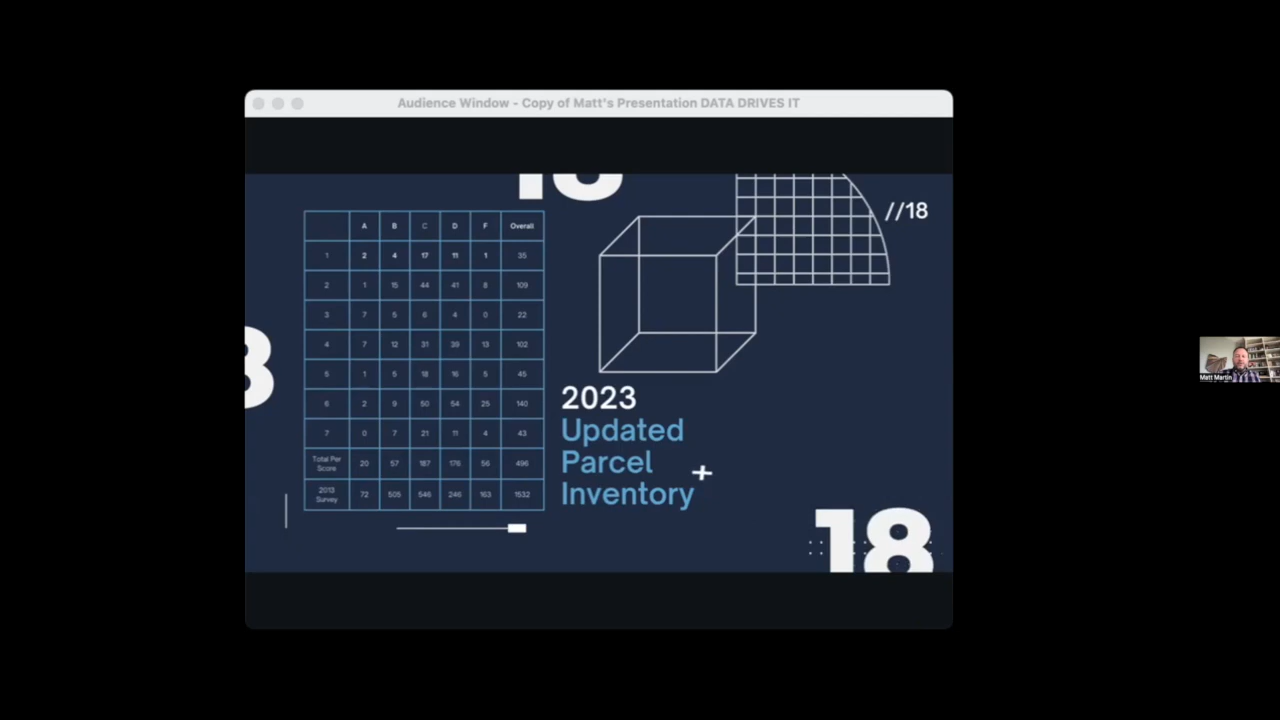 Audience Window - Copy of Matt's Presentation DATA DRIVES IT
18
//18
A B C D F Overall
1 2 4 17 11 1 35
2 1 15 44 41 8 109
3 7 5 6 4 0 22
4 7 12 31 39 13 102
5 1 5 18 16 5 45
6 2 9 50 54 25 140
7 0 7 21 11 4 43
Total Per
Score 20 57 187 176 56 496
2013
Survey 72 505 546 246 163 1532
8
2023
Updated
Parcel
Inventory
18
Matt Martin